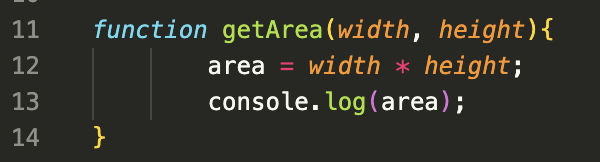 11 function getArea(width, height){
12 area = width * height;
13 console.log(area);
14 }